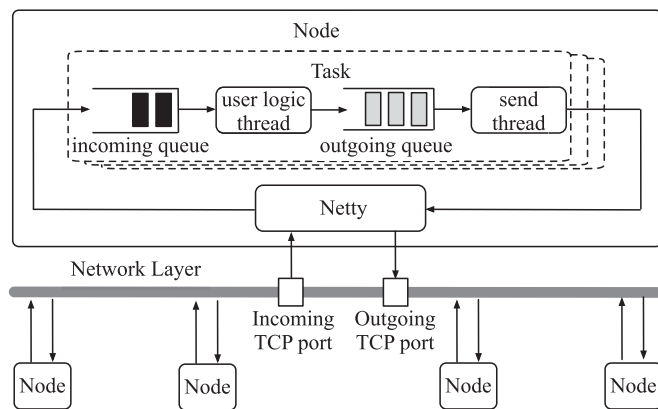 Node
Task
user logic
thread
send
thread
incoming queue
outgoing queue
Netty
Network Layer
Incoming
TCP port
Outgoing
TCP port
Node
Node
Node
Node